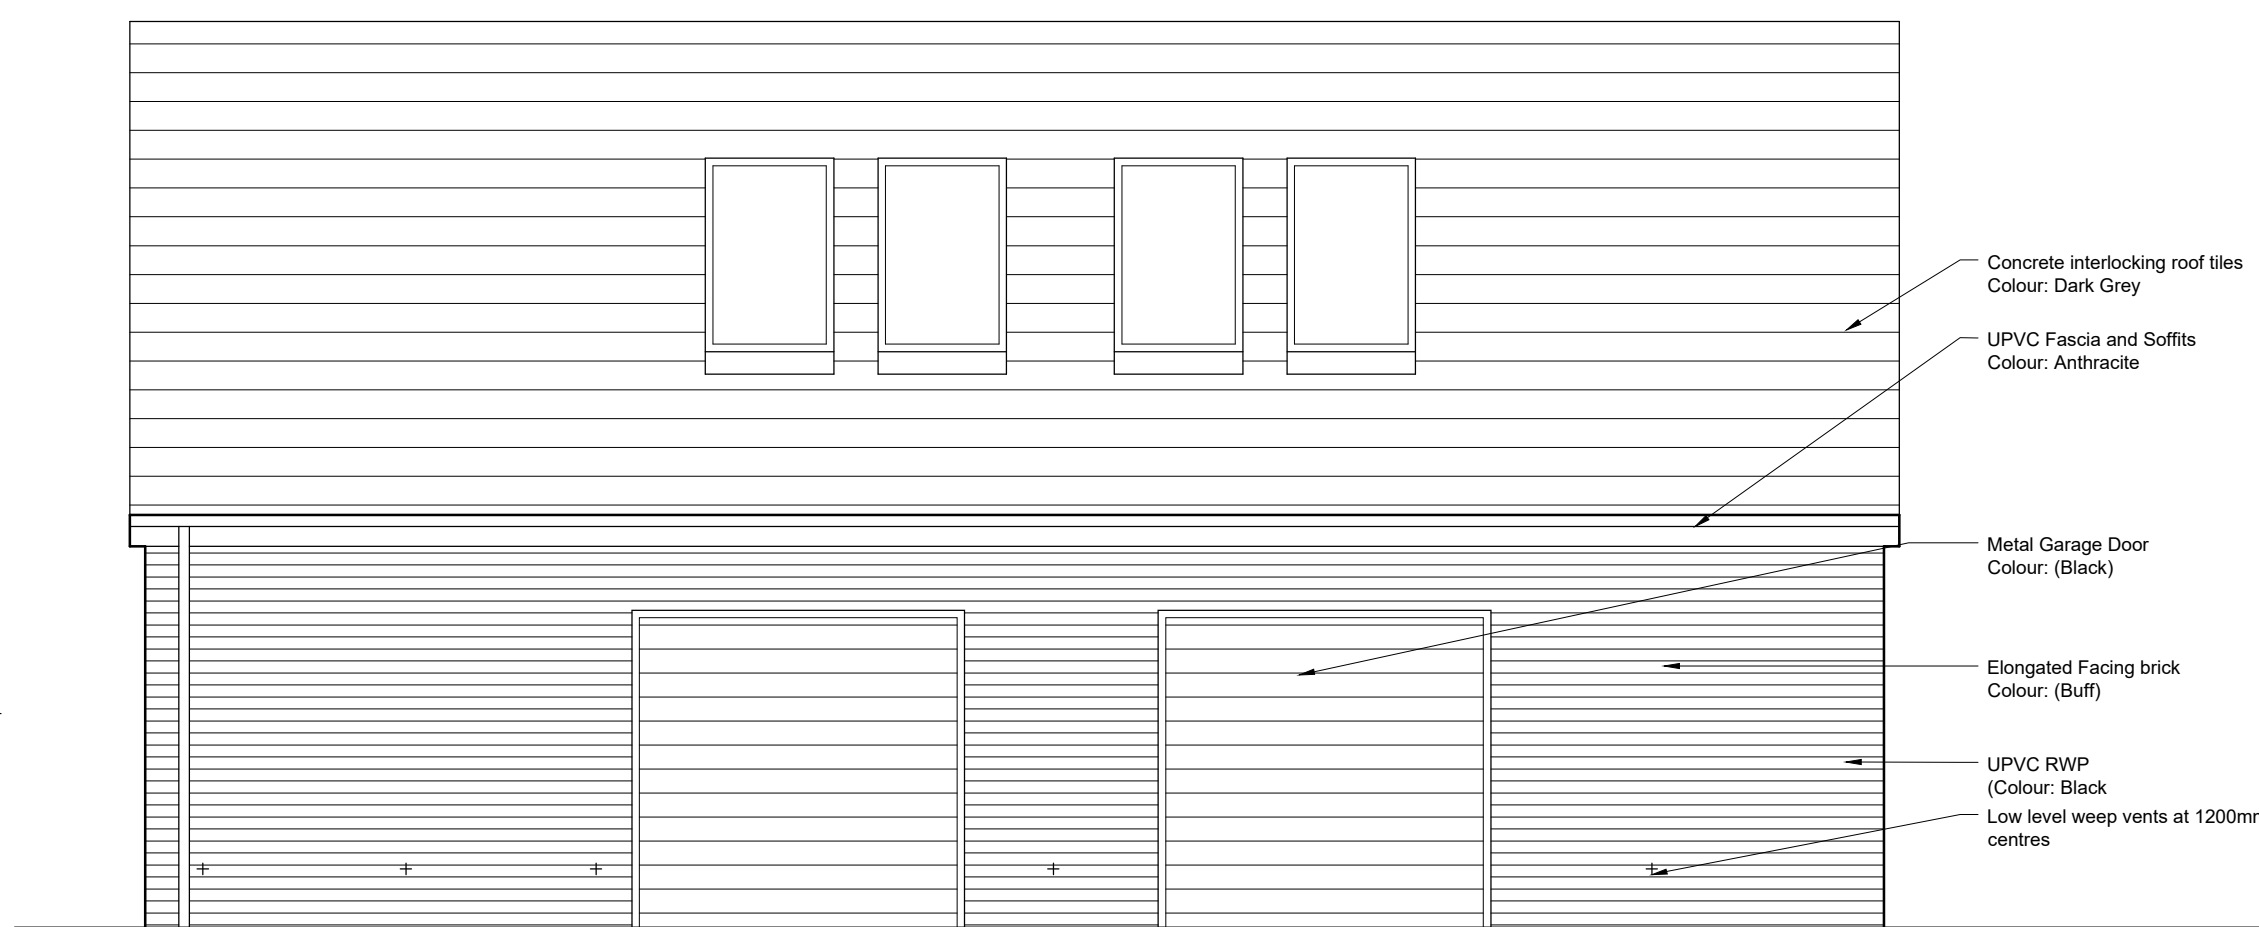 Concrete interlocking roof tiles
Colour: Dark Grey
UPVC Fascia and Soffits
Colour: Anthracite
Metal Garage Door
Colour: (Black)
Elongated Facing brick
Colour: (Buff)
UPVC RWP
(Colour: Black
Low level weep vents at
centres